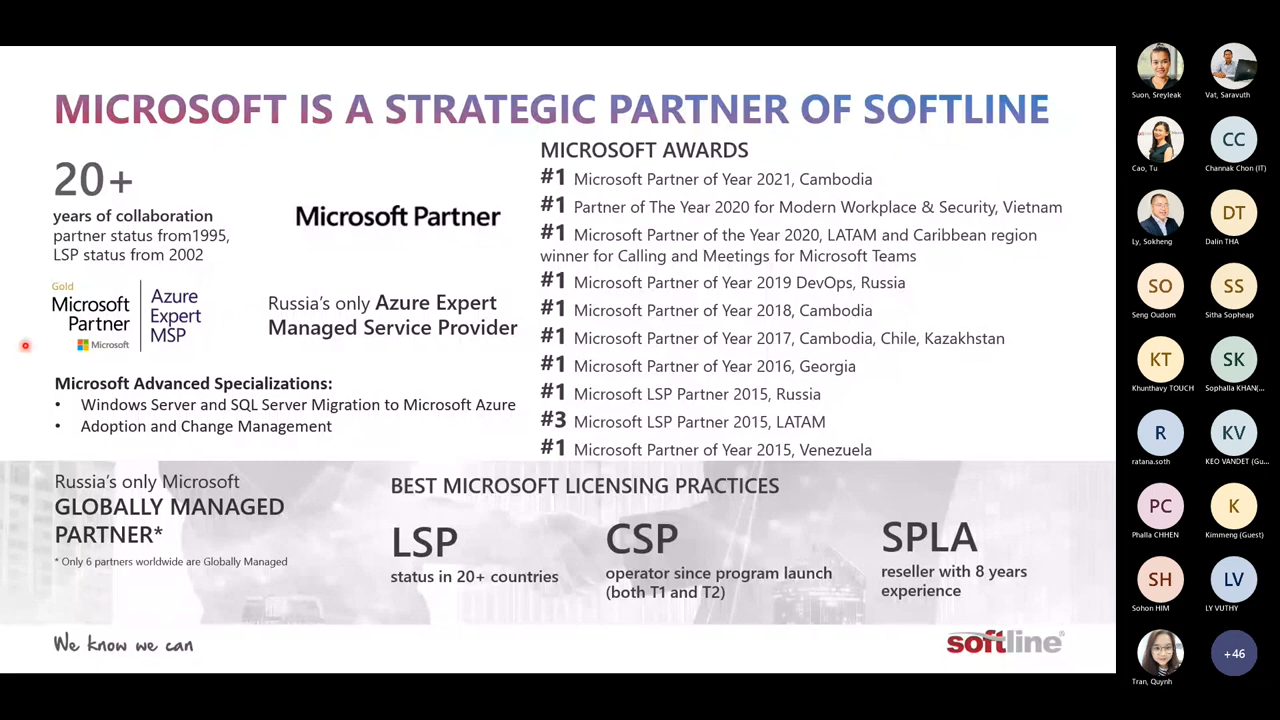 MICROSOFT IS A STRATEGIC PARTNER OF SOFTLINE
20+
years of collaboration
partner status from1995,
LSP status from 2002
Microsoft Partner
Gold
Microsoft
Partner
Microsoft
Azure
Expert
MSP
Russia's only Azure Expert
Managed Service Provider
Microsoft Advanced Specializations:
• Windows Server and SQL Server Migration to Microsoft Azure
• Adoption and Change Management
MICROSOFT AWARDS
#1 Microsoft Partner of Year 2021, Cambodia
#1 Partner of The Year 2020 for Modern Workplace & Security, Vietnam
#1 Microsoft Partner of the Year 2020, LATAM and Caribbean region
winner for Calling and Meetings for Microsoft Teams
#1 Microsoft Partner of Year 2019 DevOps, Russia
#1 Microsoft Partner of Year 2018, Cambodia
#1 Microsoft Partner of Year 2017, Cambodia, Chile, Kazakhstan
#1 Microsoft Partner of Year 2016, Georgia
#1 Microsoft LSP Partner 2015, Russia
#3 Microsoft LSP Partner 2015, LATAM
#1 Microsoft Partner of Year 2015, Venezuela
Russia's only Microsoft
GLOBALLY MANAGED
PARTNER*
* Only 6 partners worldwide are Globally Managed
BEST MICROSOFT LICENSING PRACTICES
LSP
status in 20+ countries
CSP
operator since program launch
(both T1 and T2)
SPLA
reseller with 8 years
experience
We know we can
softline®
Suon, Sreyleak
Vat, Saravuth
Cao, Tu
CC
Channak Chon (IT)
Ly, Sokheng
DT
Dalin THA
SO
Seng Oudom
SS
Sitha Sopheap
KT
Khunthavy TOUCH
SK
Sophalla KHAN(...
R
ratana.soth
KV
KEO VANDET (Gu...
PC
Phalla CHHEN
K
Kimmeng (Guest)
SH
Sohon HIM
LV
LY VUTHY
Tran, Quynh
+46